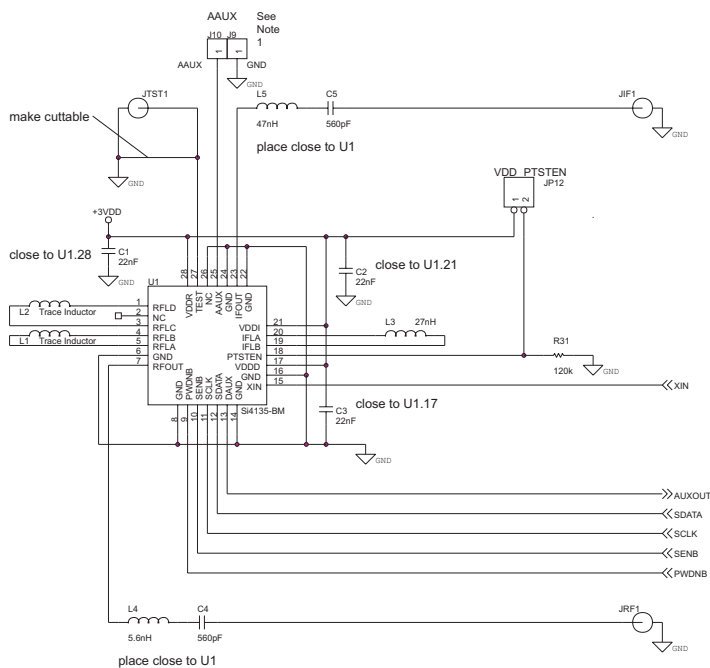 AAUX
See
Note
1
J10
J9
1
1
AAUX
GND
GND
JTST1
make cuttable
GND
L5
47nH
C5
560pF
place close to U1
JIF1
GND
VDD_PTSTEN
JP12
1
2
+3VDD
close to U1.28
C1
22nF
GND
C2
22nF
close to U1.21
GND
U1
28
27
26
25
24
23
22
VDDR
TEST
NC
AAUX
GND
IFOUT
GND
L2
Trace Inductor
L1
Trace Inductor
1
2
3
4
5
6
7
RFLD
NC
RFLC
RFLB
RFLA
GND
RFOUT
VDDI
IFLA
IFLB
PTSTEN
VDDD
GND
XIN
21
20
19
18
17
16
15
L3
27nH
R31
120k
GND
XIN
GND
PWDNB
SENB
SCLK
SDATA
DAUX
GND
8
9
10
11
12
13
14
Si4135-BM
C3
22nF
close to U1.17
GND
AUXOUT
SDATA
SCLK
SENB
PWDNB
L4
5.6nH
C4
560pF
place close to U1
JRF1
GND